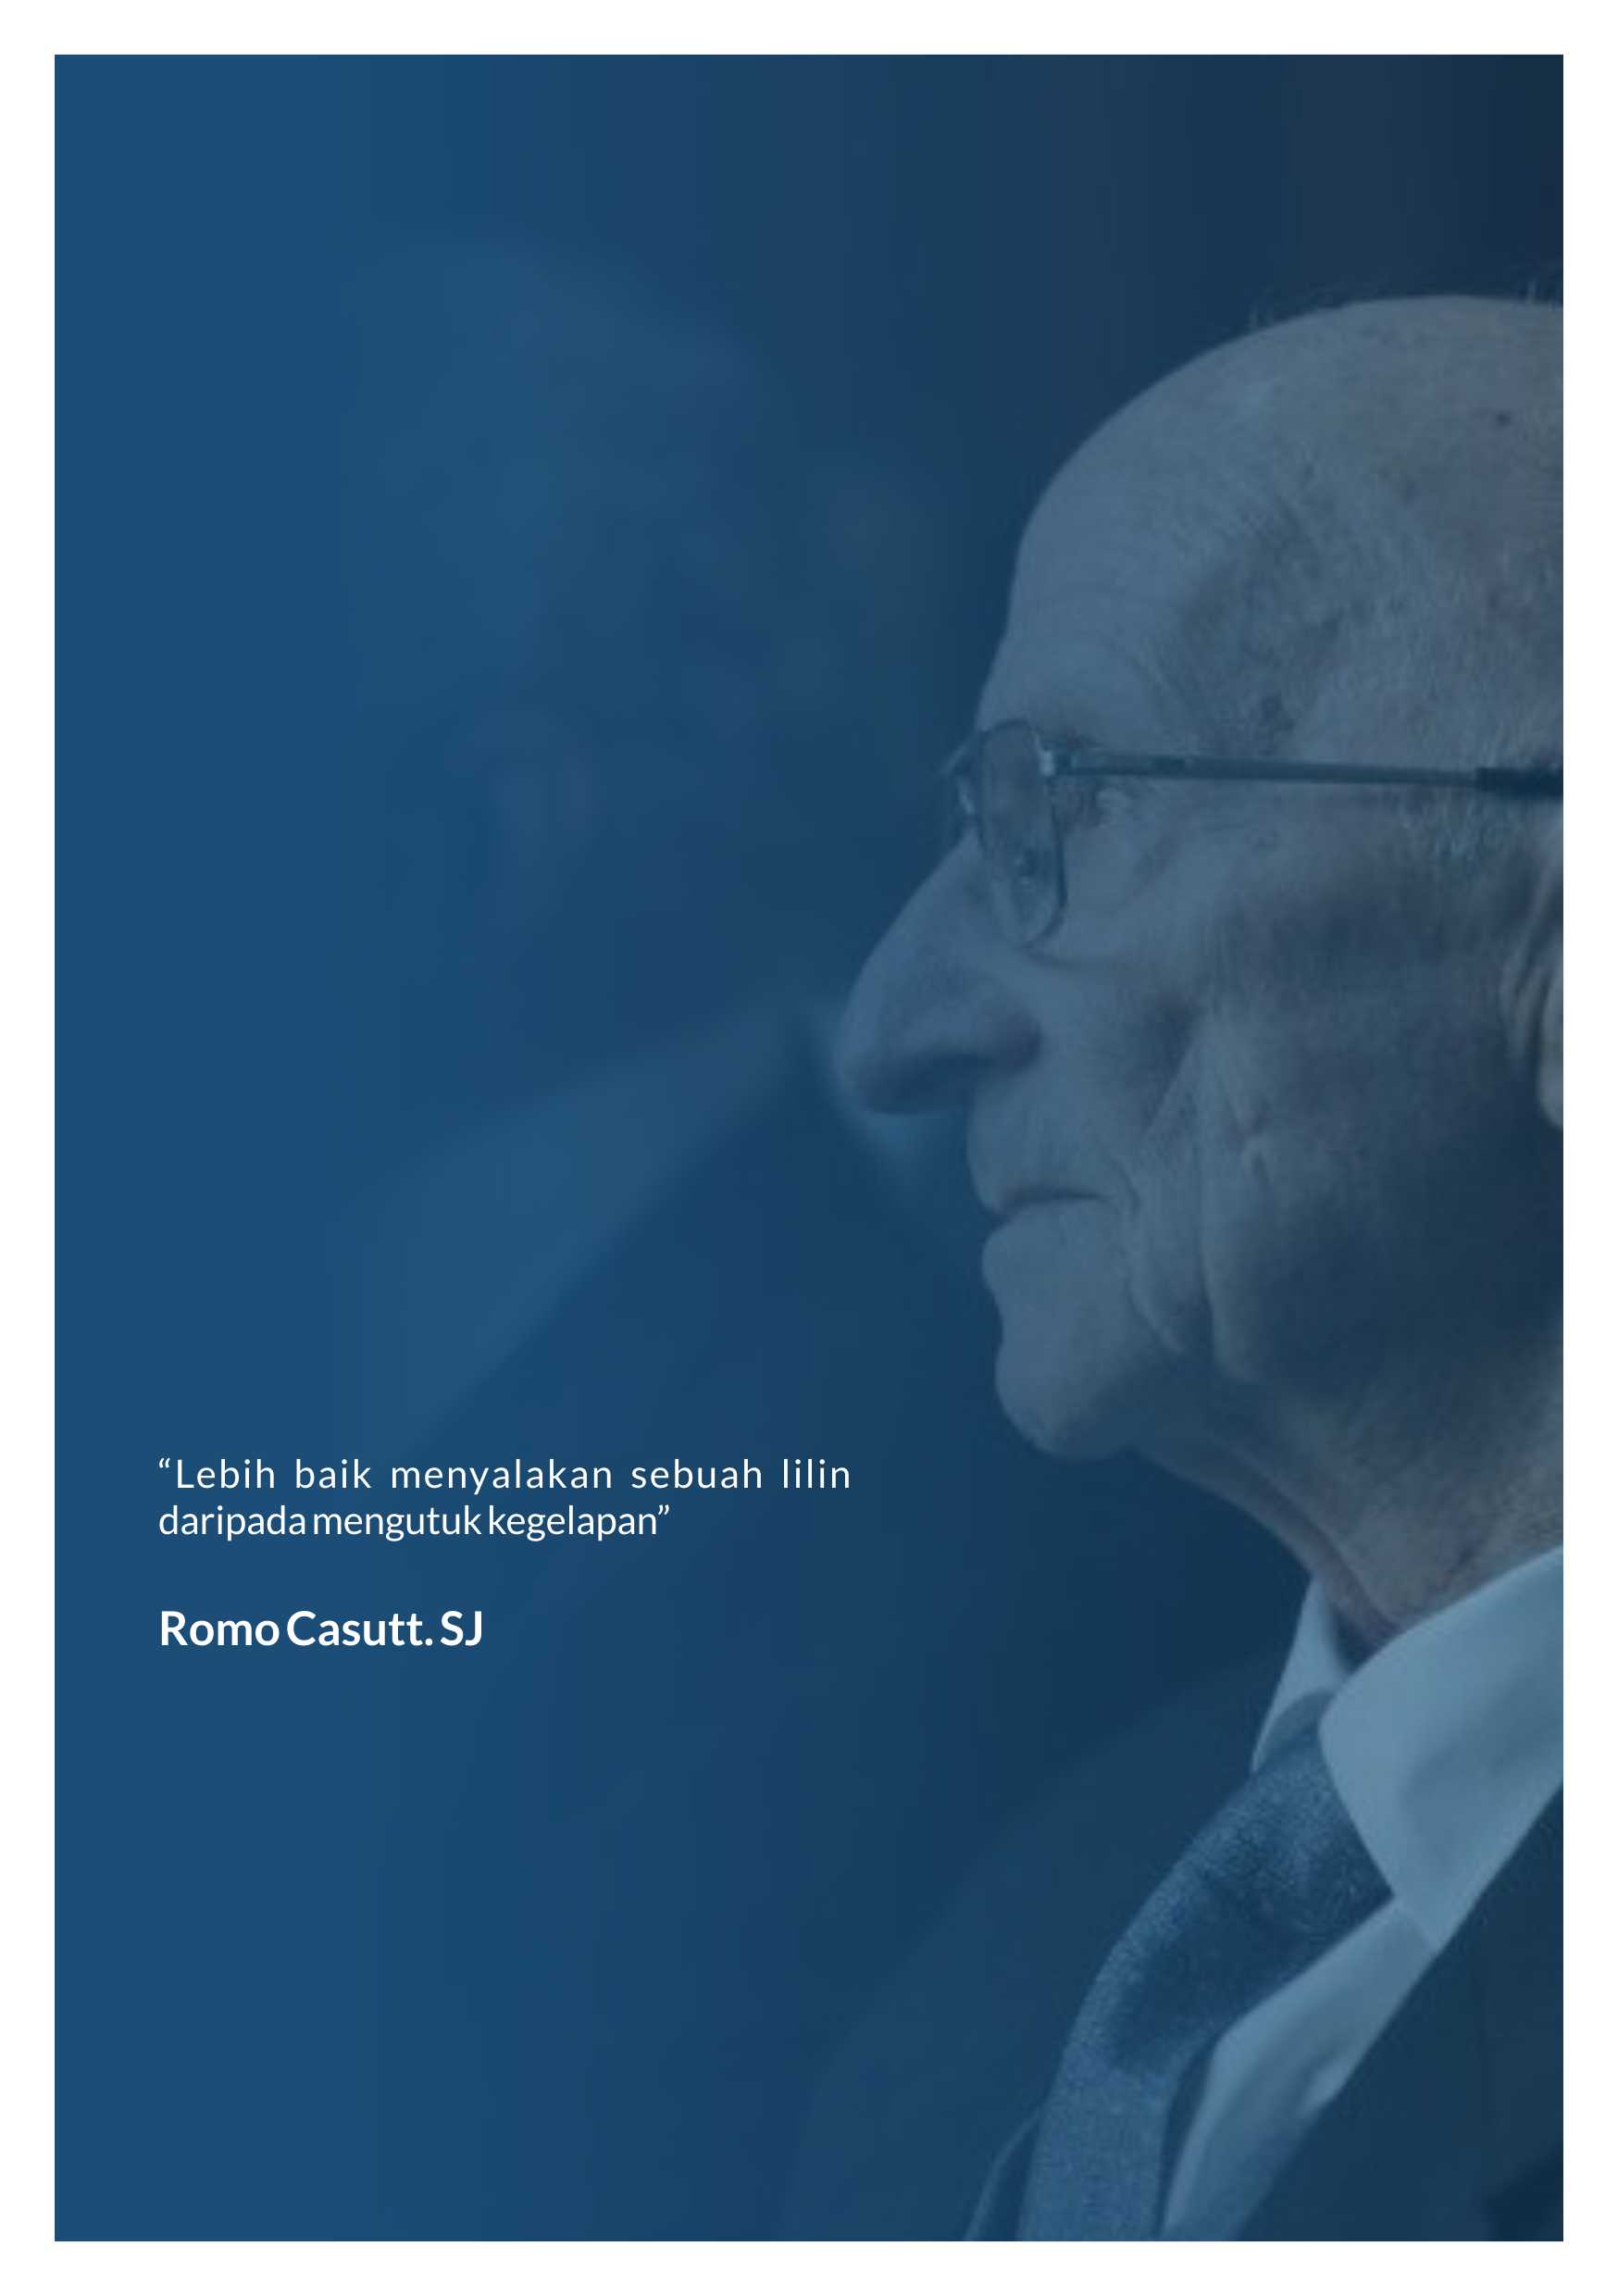 “Lebih baik menyalakan sebuah lilin
daripada mengutuk kegelapan”
Romo Casutt. SJ